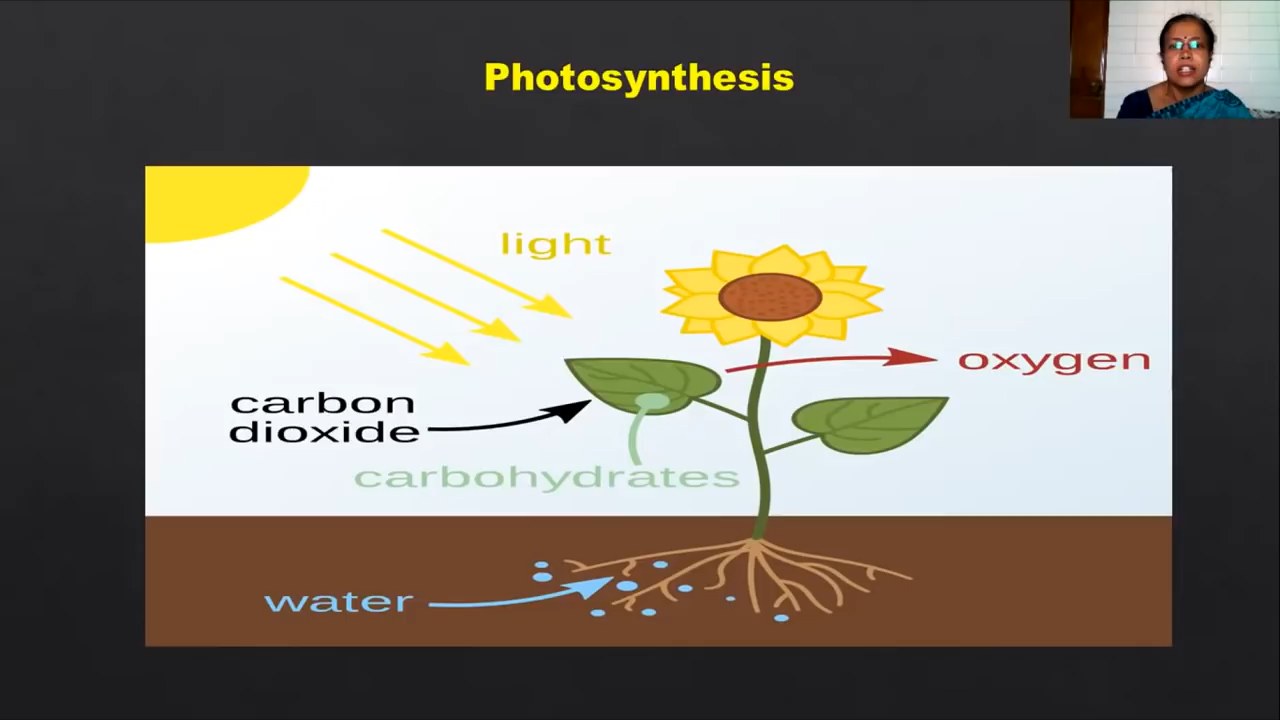 Photosynthesis
light
oxygen
carbon
dioxide
carbohydrates
water